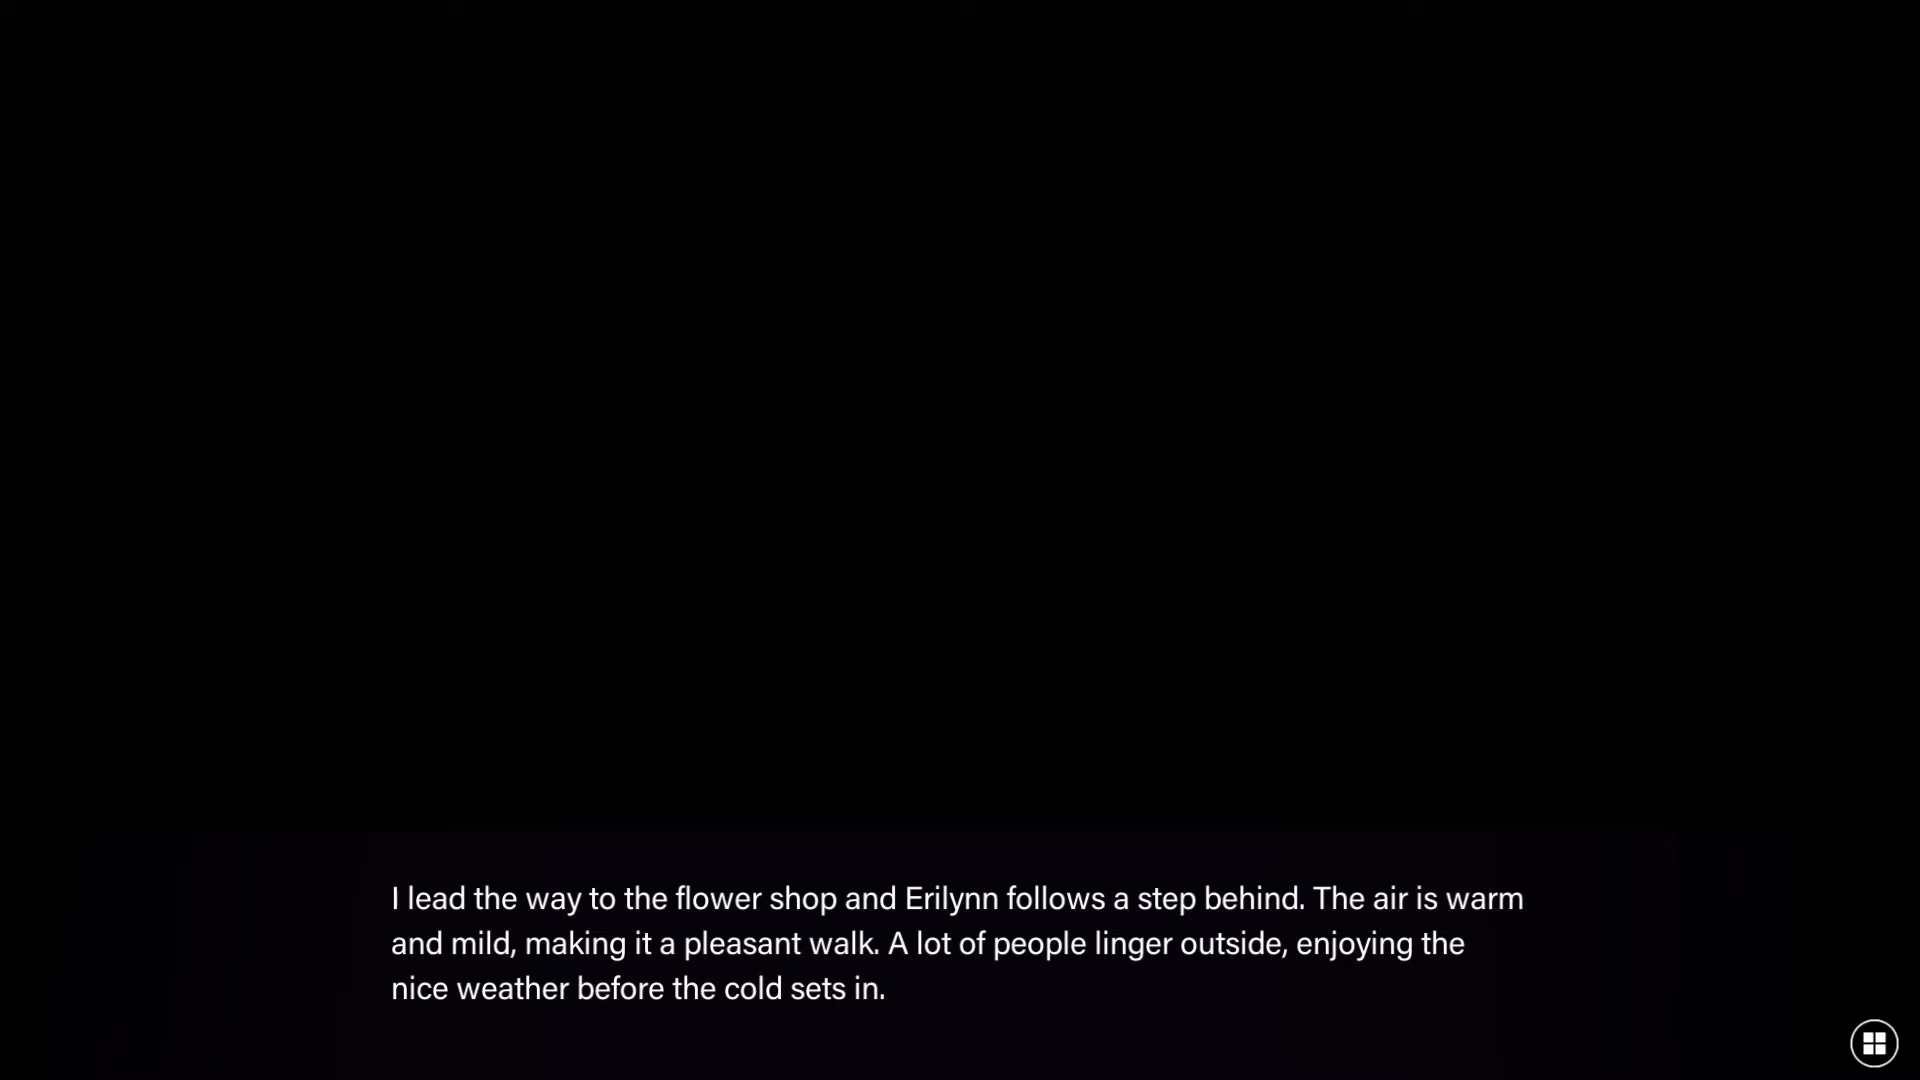 I lead the way to the flower shop and Erilynn follows a step behind. The air is warm
and mild, making it a pleasant walk. A lot of people linger outside, enjoying the
nice weather before the cold sets in.